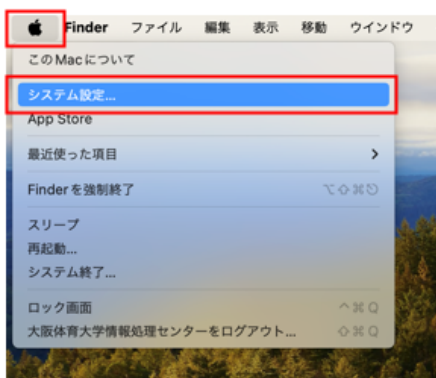 Finder ファイル 編集 表示 移動 ウインドウ
このMacについて
システム設定...
App Store
最近使った項目
Finderを強制終了 ⌥⇧⌘⎋
スリープ
再起動...
システム終了...
ロック画面 ^⌘Q
大阪体育大学情報処理センターをログアウト... ⇧⌘Q